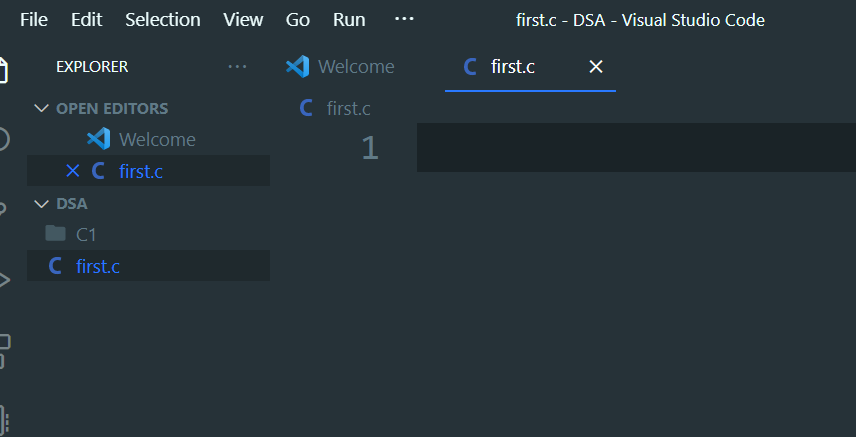 File Edit Selection View Go Run ··· first.c - DSA - Visual Studio Code
EXPLORER ···
Welcome
first.c
OPEN EDITORS
Welcome
first.c
DSA
C1
first.c
first.c
1